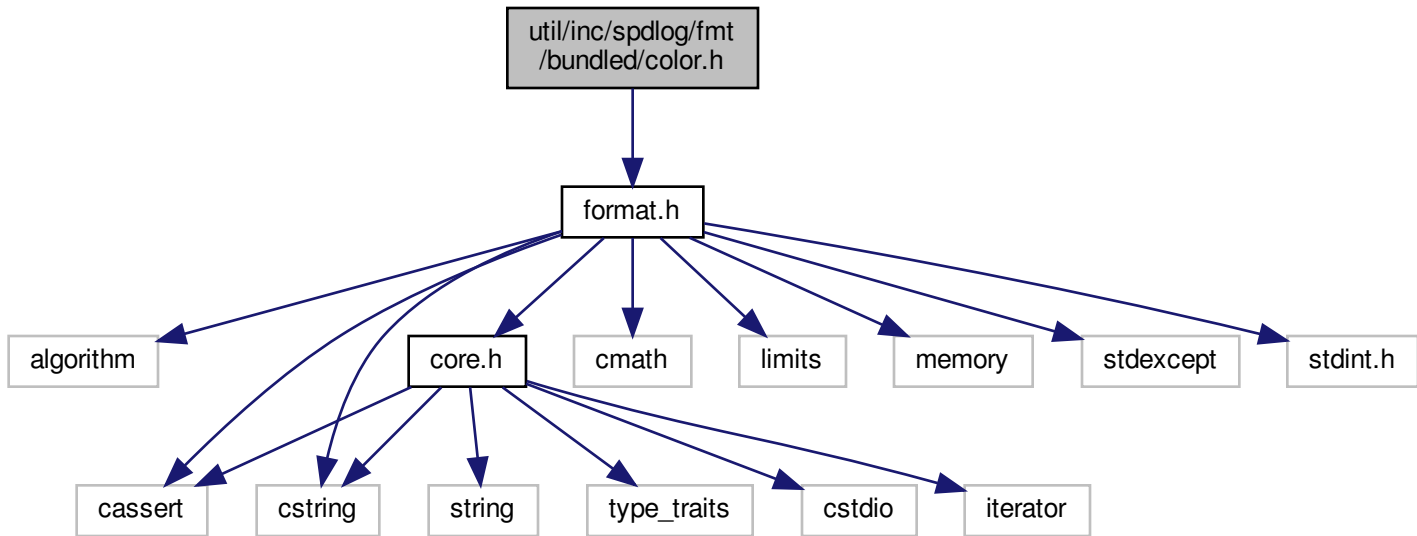 util/inc/spdlog/fmt
/bundled/color.h
format.h
algorithm
core.h
cmath
limits
memory
stdexcept
stdint.h
cassert
cstring
string
type_traits
cstdio
iterator